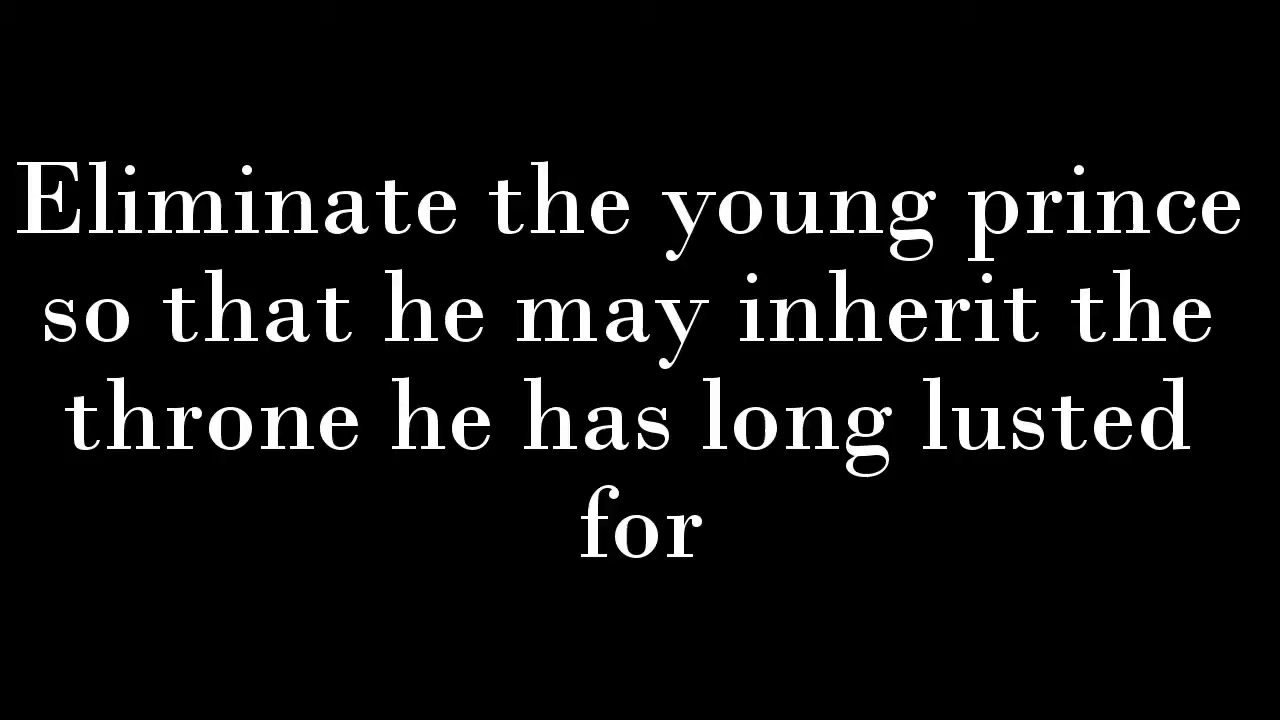 Eliminate the young prince
so that he may inherit the
throne he has long lusted
for